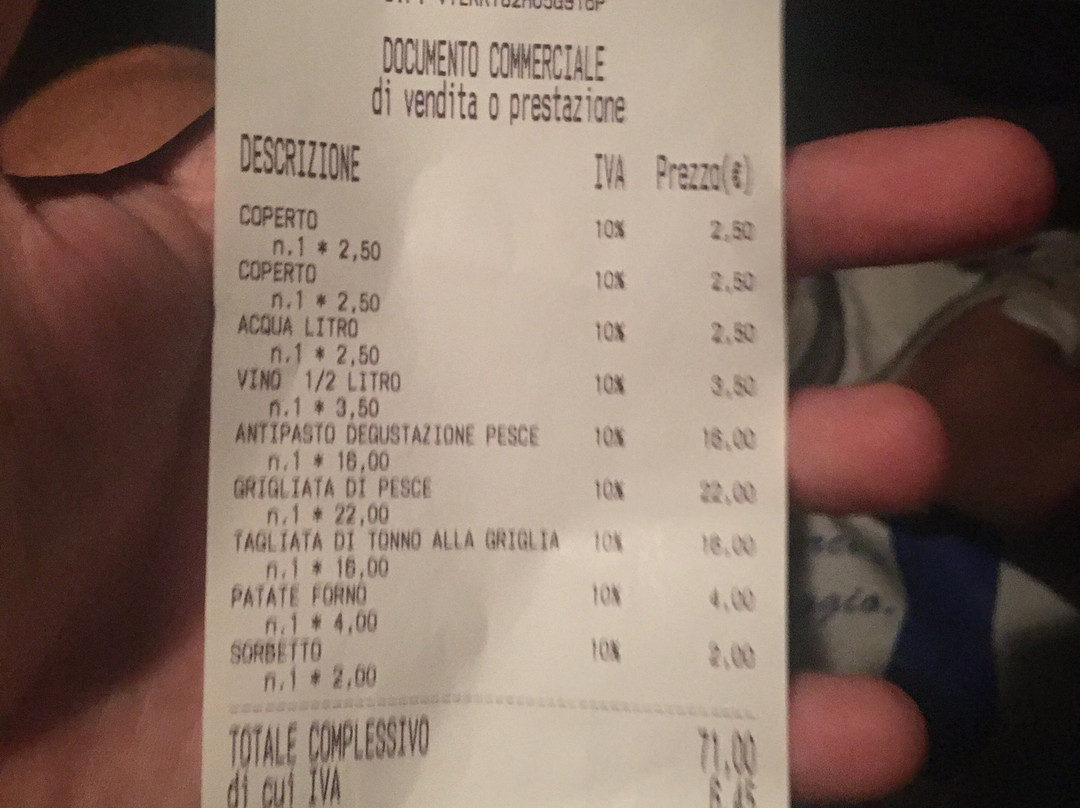 DOCUMENTO COMMERCIALE
di vendita o prestazione
DESCRIZIONE IVA Prezzo(€)
COPERTO 10% 2,50
n.1 * 2,50
COPERTO 10% 2,50
n.1 * 2,50
ACQUA LITRO 10% 2,50
n.1 * 2,50
VINO 1/2 LITRO 10% 3,50
n.1 * 3,50
ANTIPASTO DEGUSTAZIONE PESCE 10% 16,00
n.1 * 16,00
GRIGLIATA DI PESCE 10% 22,00
n.1 * 22,00
TAGLIATA DI TONNO ALLA GRIGLIA 10% 16,00
n.1 * 16,00
PATATE FORNO 10% 4,00
n.1 * 4,00
SORBETTO 10% 2,00
n.1 * 2,00
TOTALE COMPLESSIVO 71,00
di cui IVA 6,45